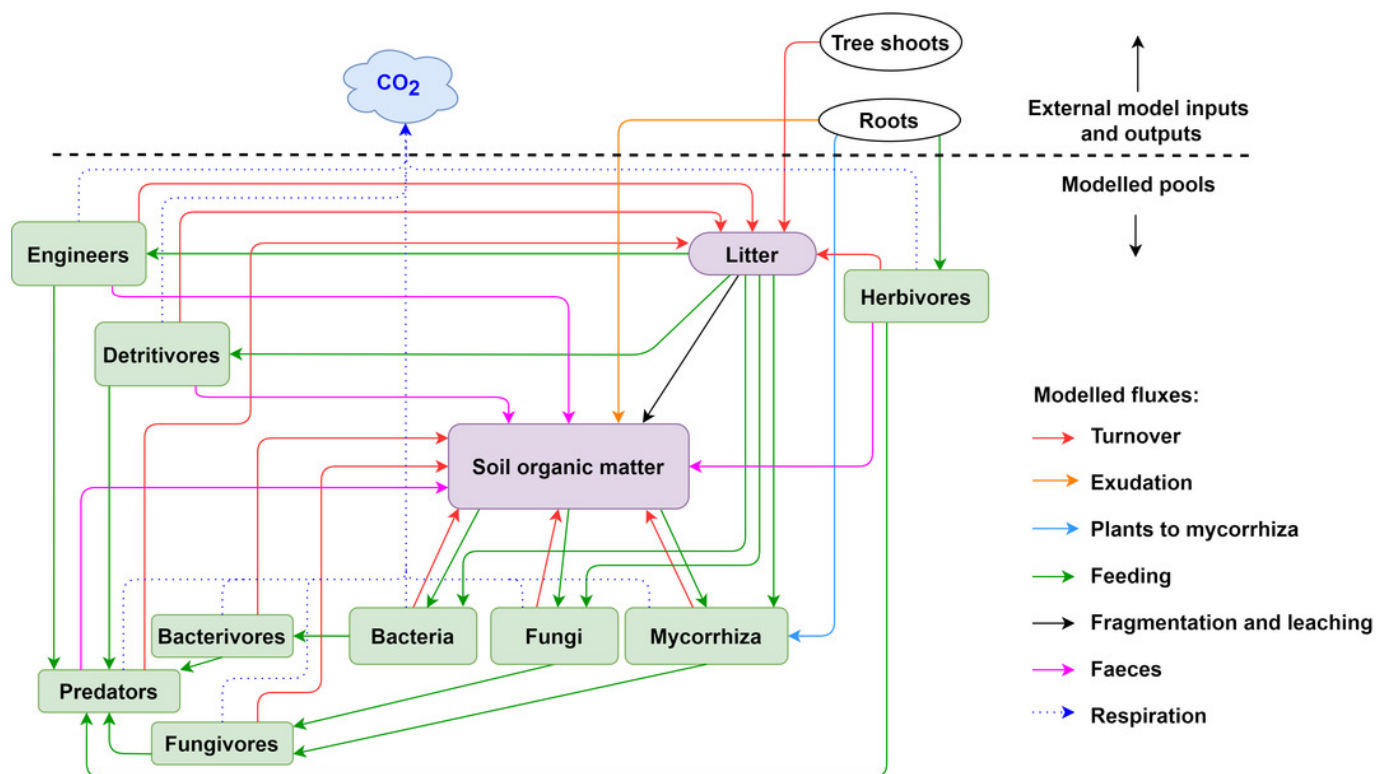 Tree shoots
CO2
External model inputs
and outputs
Roots
Modelled pools
Engineers
Litter
Herbivores
Detritivores
Modelled fluxes:
Turnover
Soil organic matter
Exudation
Plants to mycorrhiza
Feeding
Bacterivores
Bacteria
Fungi
Mycorrhiza
Fragmentation and leaching
Predators
Faeces
Fungivores
Respiration